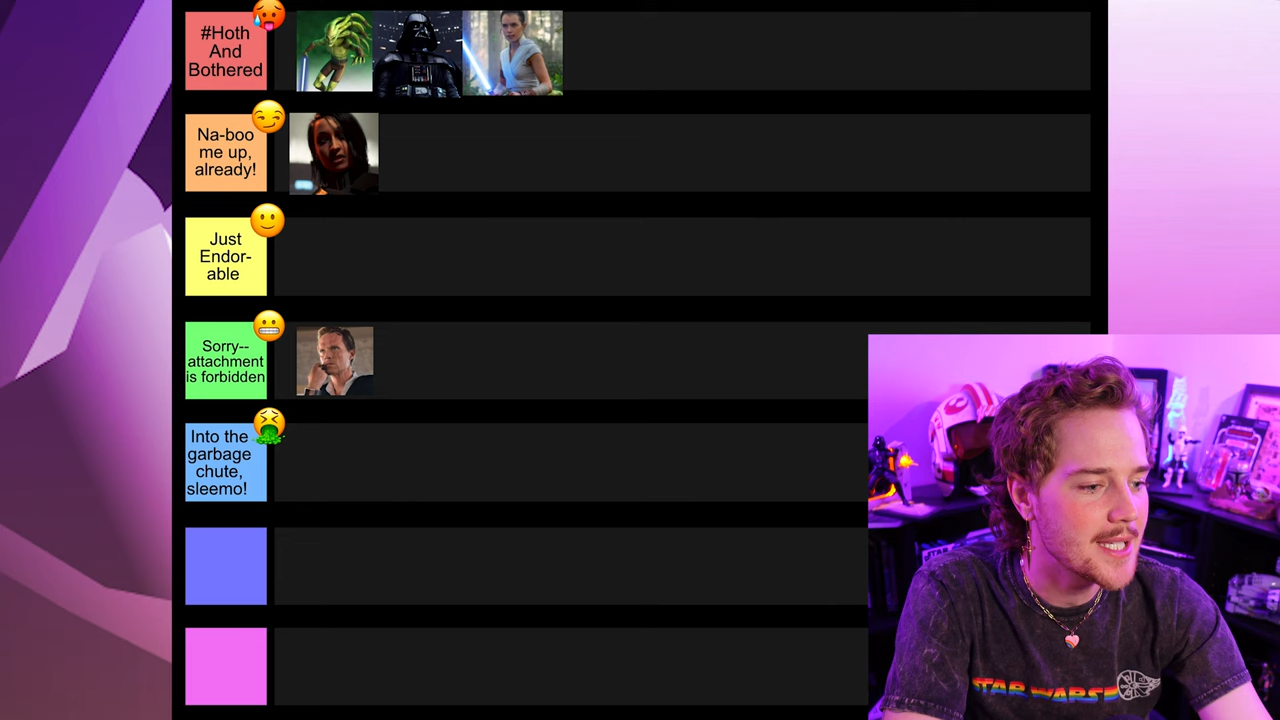 #Hoth
And
Bothered
Na-boo
me up,
already!
Just
Endor-
able
Sorry--
attachment
is forbidden
Into the
garbage
chute,
sleemo!
STAR WARS